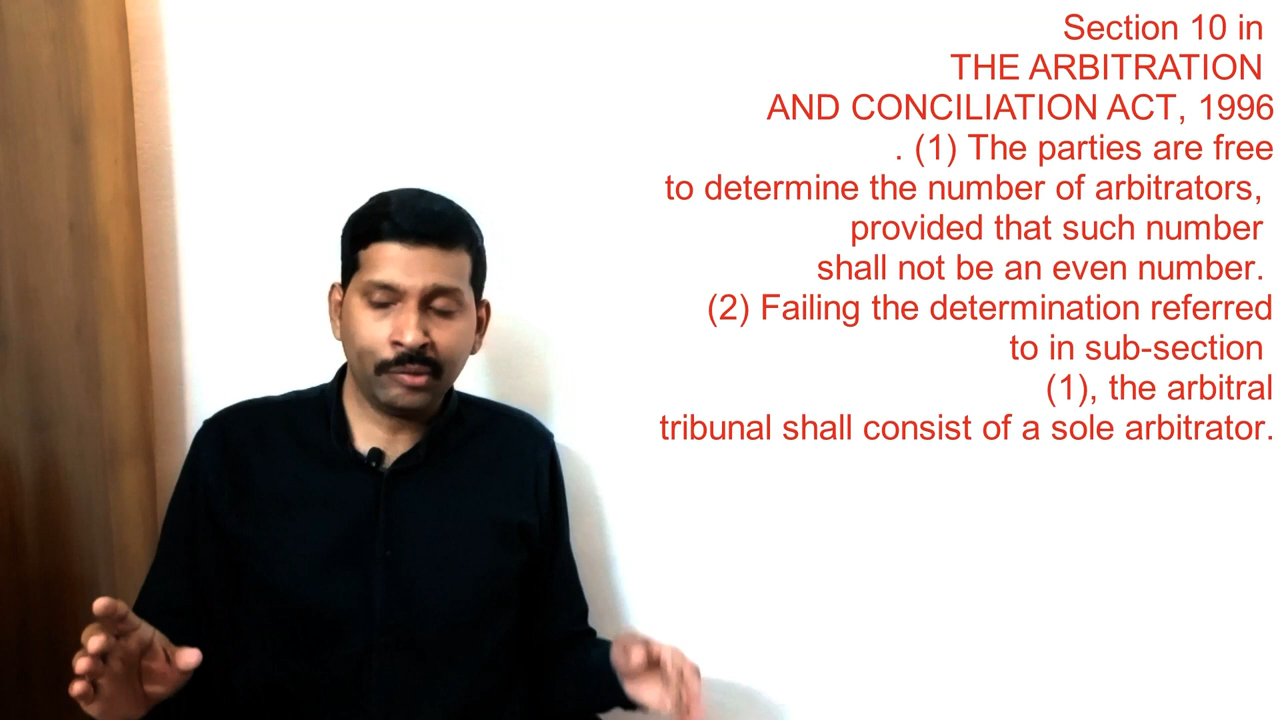 Section 10 in
THE ARBITRATION
AND CONCILIATION ACT, 1996
. (1) The parties are free
to determine the number of arbitrators,
provided that such number
shall not be an even number.
(2) Failing the determination referred
to in sub-section
(1), the arbitral
tribunal shall consist of a sole arbitrator.